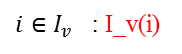 i ∈ I_v : I_v(i)